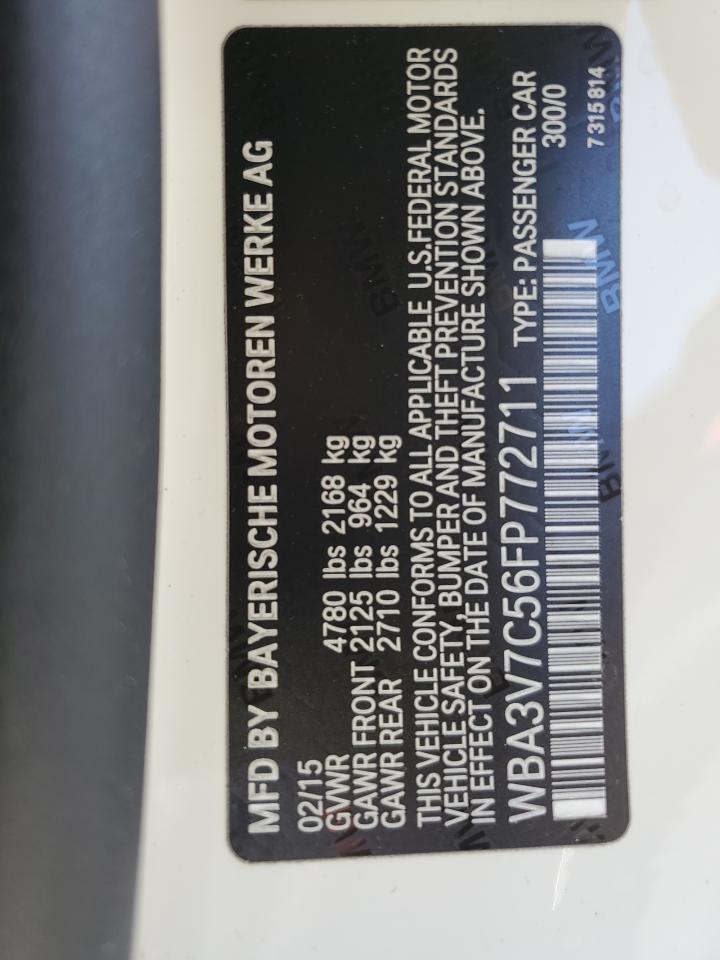 MFD BY BAYERISCHE MOTOREN WERKE AG
02/15
GVWR 4780 lbs 2168 kg
GAWR FRONT 2125 lbs 964 kg
GAWR REAR 2710 lbs 1229 kg
THIS VEHICLE CONFORMS TO ALL APPLICABLE U.S.FEDERAL MOTOR
VEHICLE SAFETY, BUMPER AND THEFT PREVENTION STANDARDS
IN EFFECT ON THE DATE OF MANUFACTURE SHOWN ABOVE.
WBA3V7C56FP772711 TYPE: PASSENGER CAR
300/0
7 315 814